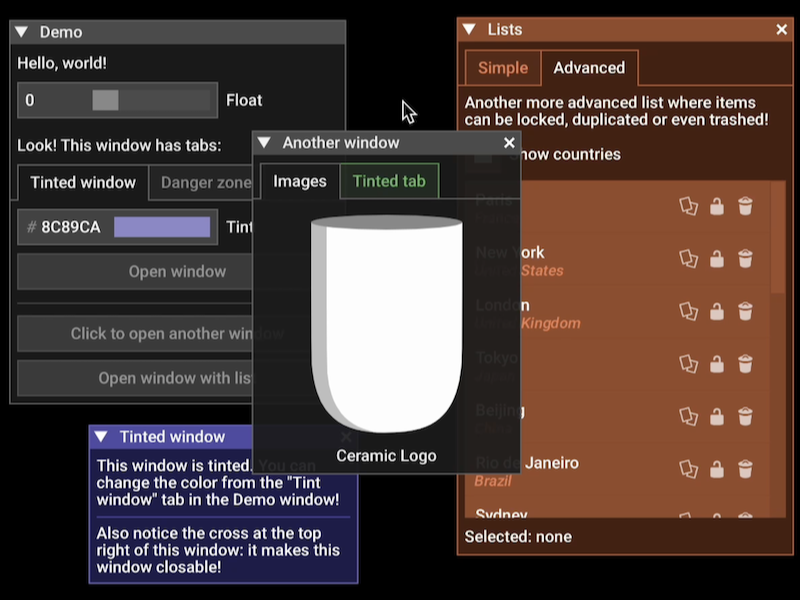 Demo
Hello, world!
0
Float
Look! This window has tabs:
Tinted window
Danger zone
# 8C89CA
Tint
Open window
Click to open another window
Open window with list
Another window
Images
Tinted tab
Ceramic Logo
Tinted window
This window is tinted. You can
change the color from the "Tint
window" tab in the Demo window!
Also notice the cross at the top
right of this window: it makes this
window closable!
Lists
Simple
Advanced
Another more advanced list where items
can be locked, duplicated or even trashed!
Show countries
Paris
New York
United States
London
United Kingdom
Tokyo
Beijing
Rio de Janeiro
Brazil
Sydney
Selected: none